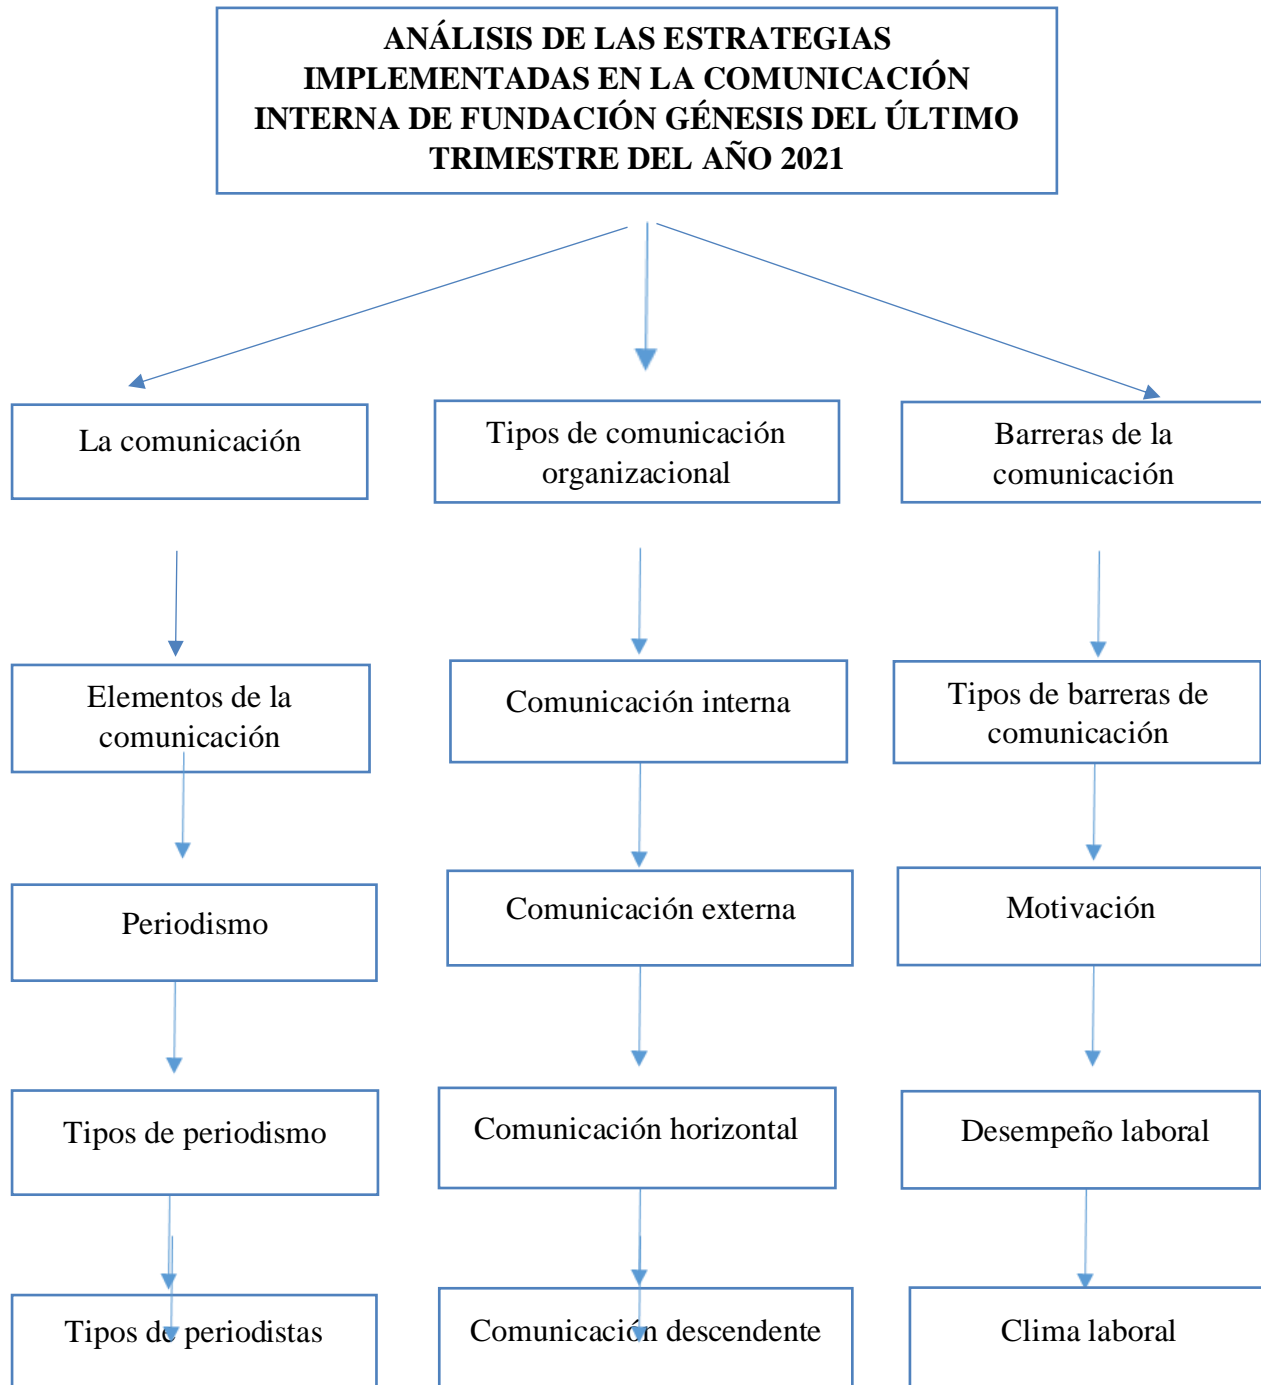 ANÁLISIS DE LAS ESTRATEGIAS
IMPLEMENTADAS EN LA COMUNICACIÓN
INTERNA DE FUNDACIÓN GÉNESIS DEL ÚLTIMO
TRIMESTRE DEL AÑO 2021
La comunicación
Tipos de comunicación
organizacional
Barreras de la
comunicación
Elementos de la
comunicación
Comunicación interna
Tipos de barreras de
comunicación
Periodismo
Comunicación externa
Motivación
Tipos de periodismo
Comunicación horizontal
Desempeño laboral
Tipos de periodistas
Comunicación descendente
Clima laboral